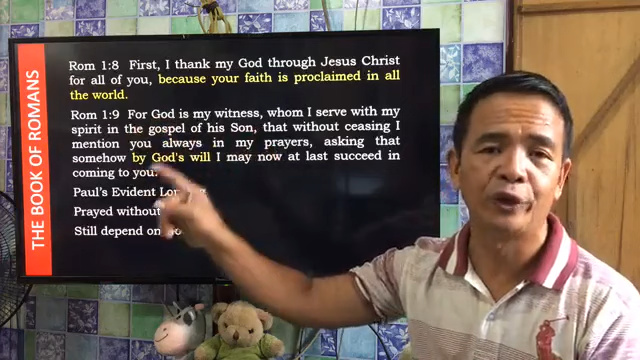 THE BOOK OF ROMANS
Rom 1:8 First, I thank my God through Jesus Christ
for all of you, because your faith is proclaimed in all
the world.
Rom 1:9 For God is my witness, whom I serve with my
spirit in the gospel of his Son, that without ceasing I
mention you always in my prayers, asking that
somehow by God's will I may now at last succeed in
coming to you.
Paul's Evident
Prayed without
Still depend on